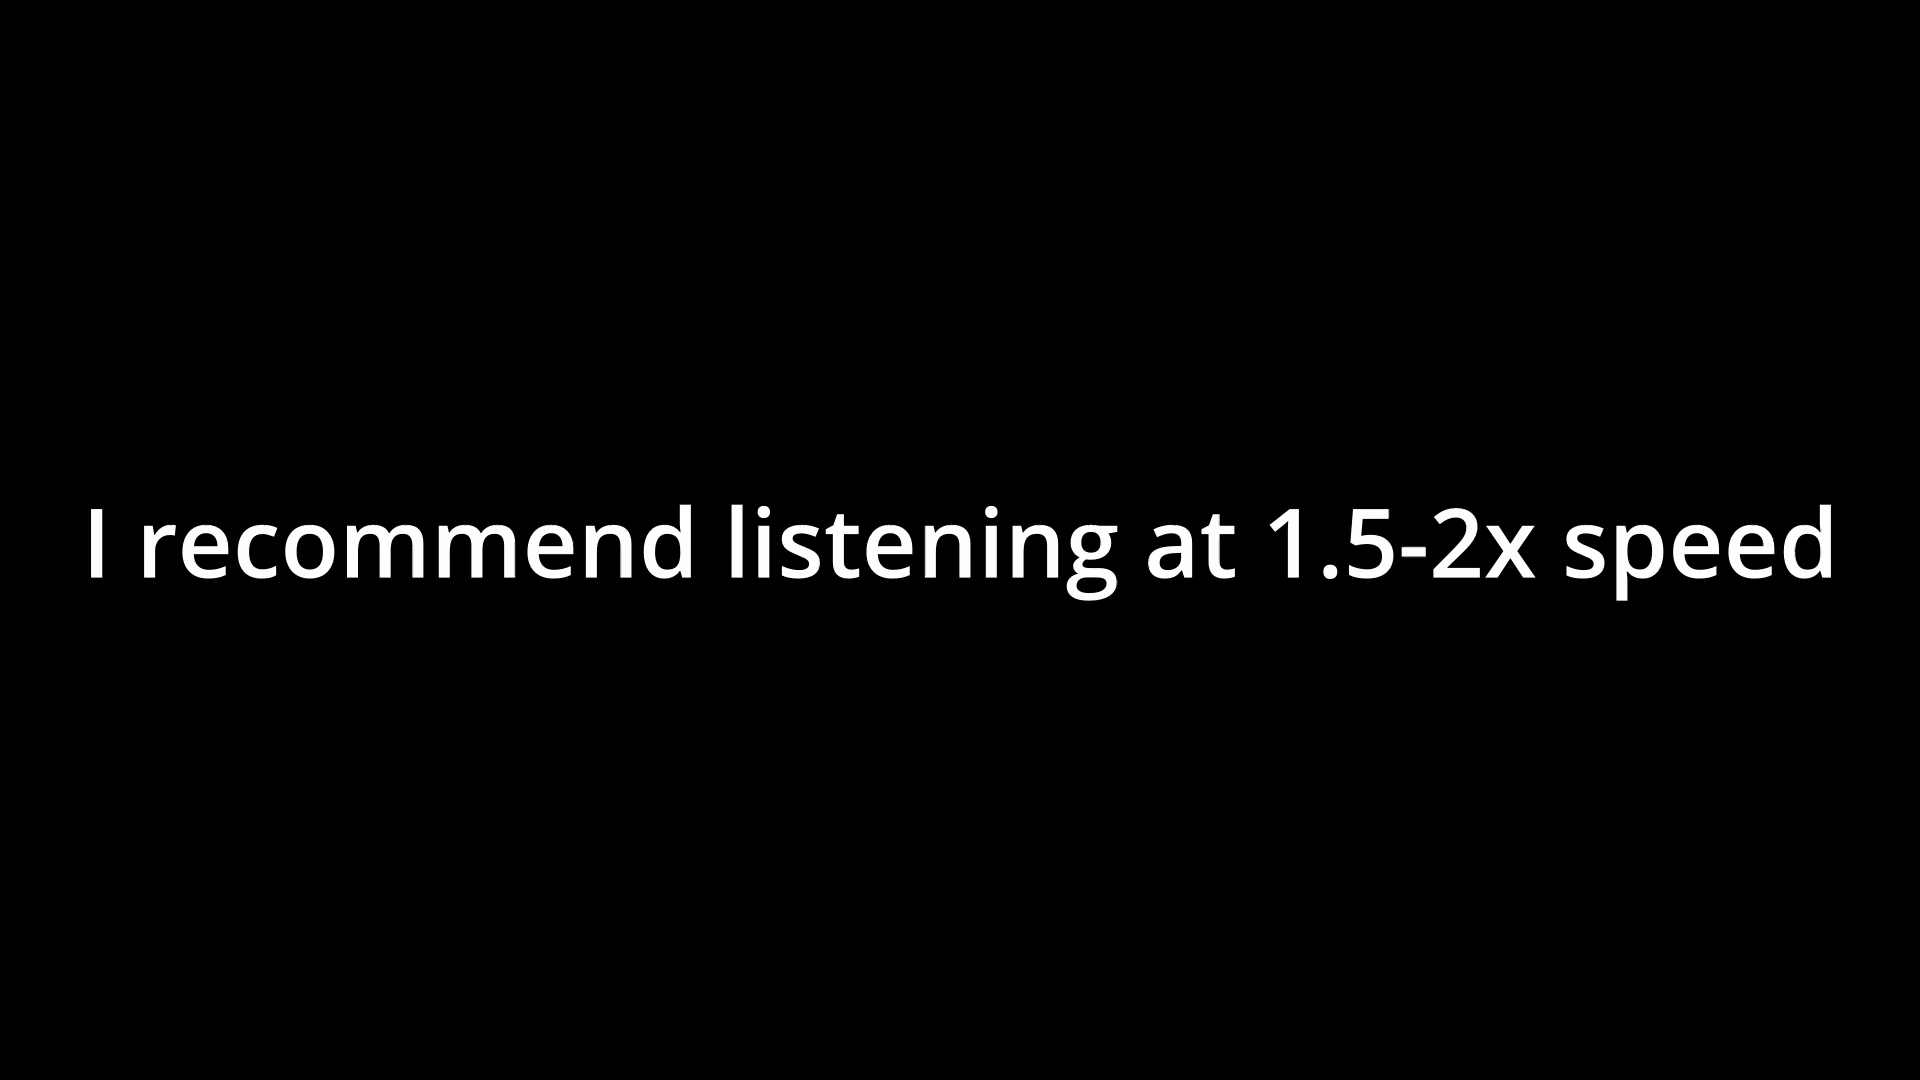 I recommend listening at 1.5-2x speed